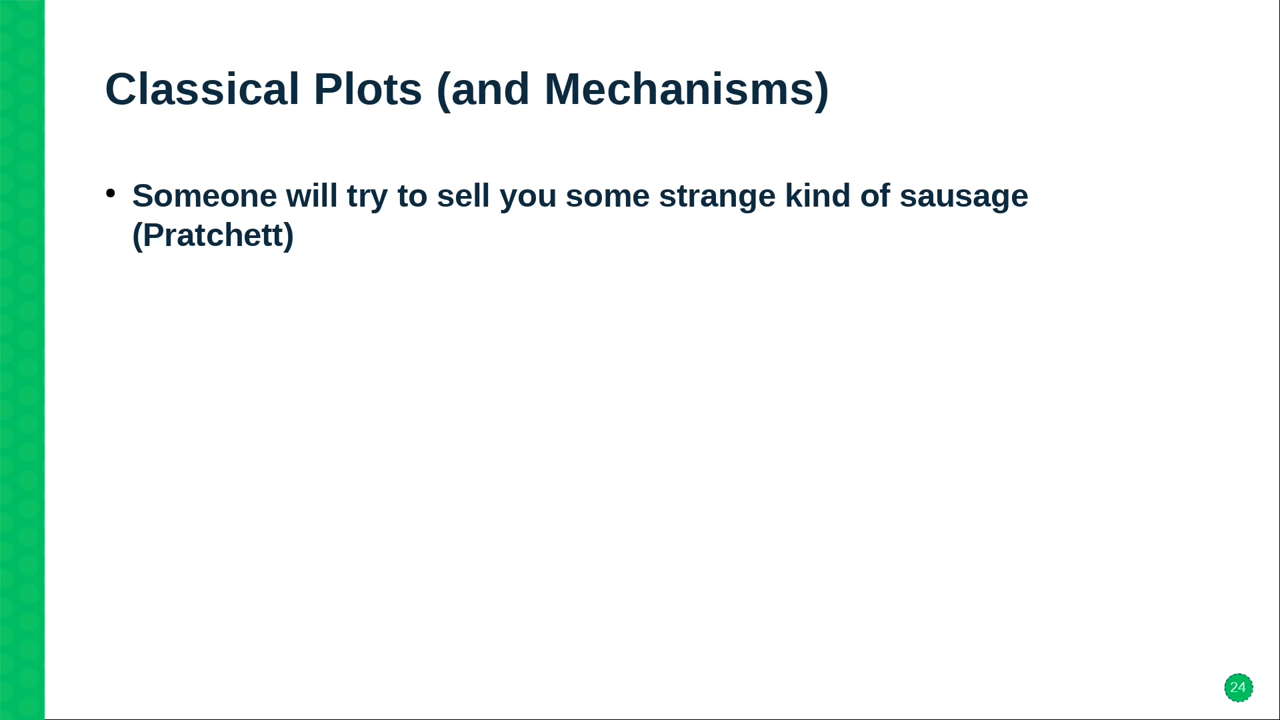 Classical Plots (and Mechanisms)
• Someone will try to sell you some strange kind of sausage
(Pratchett)
24